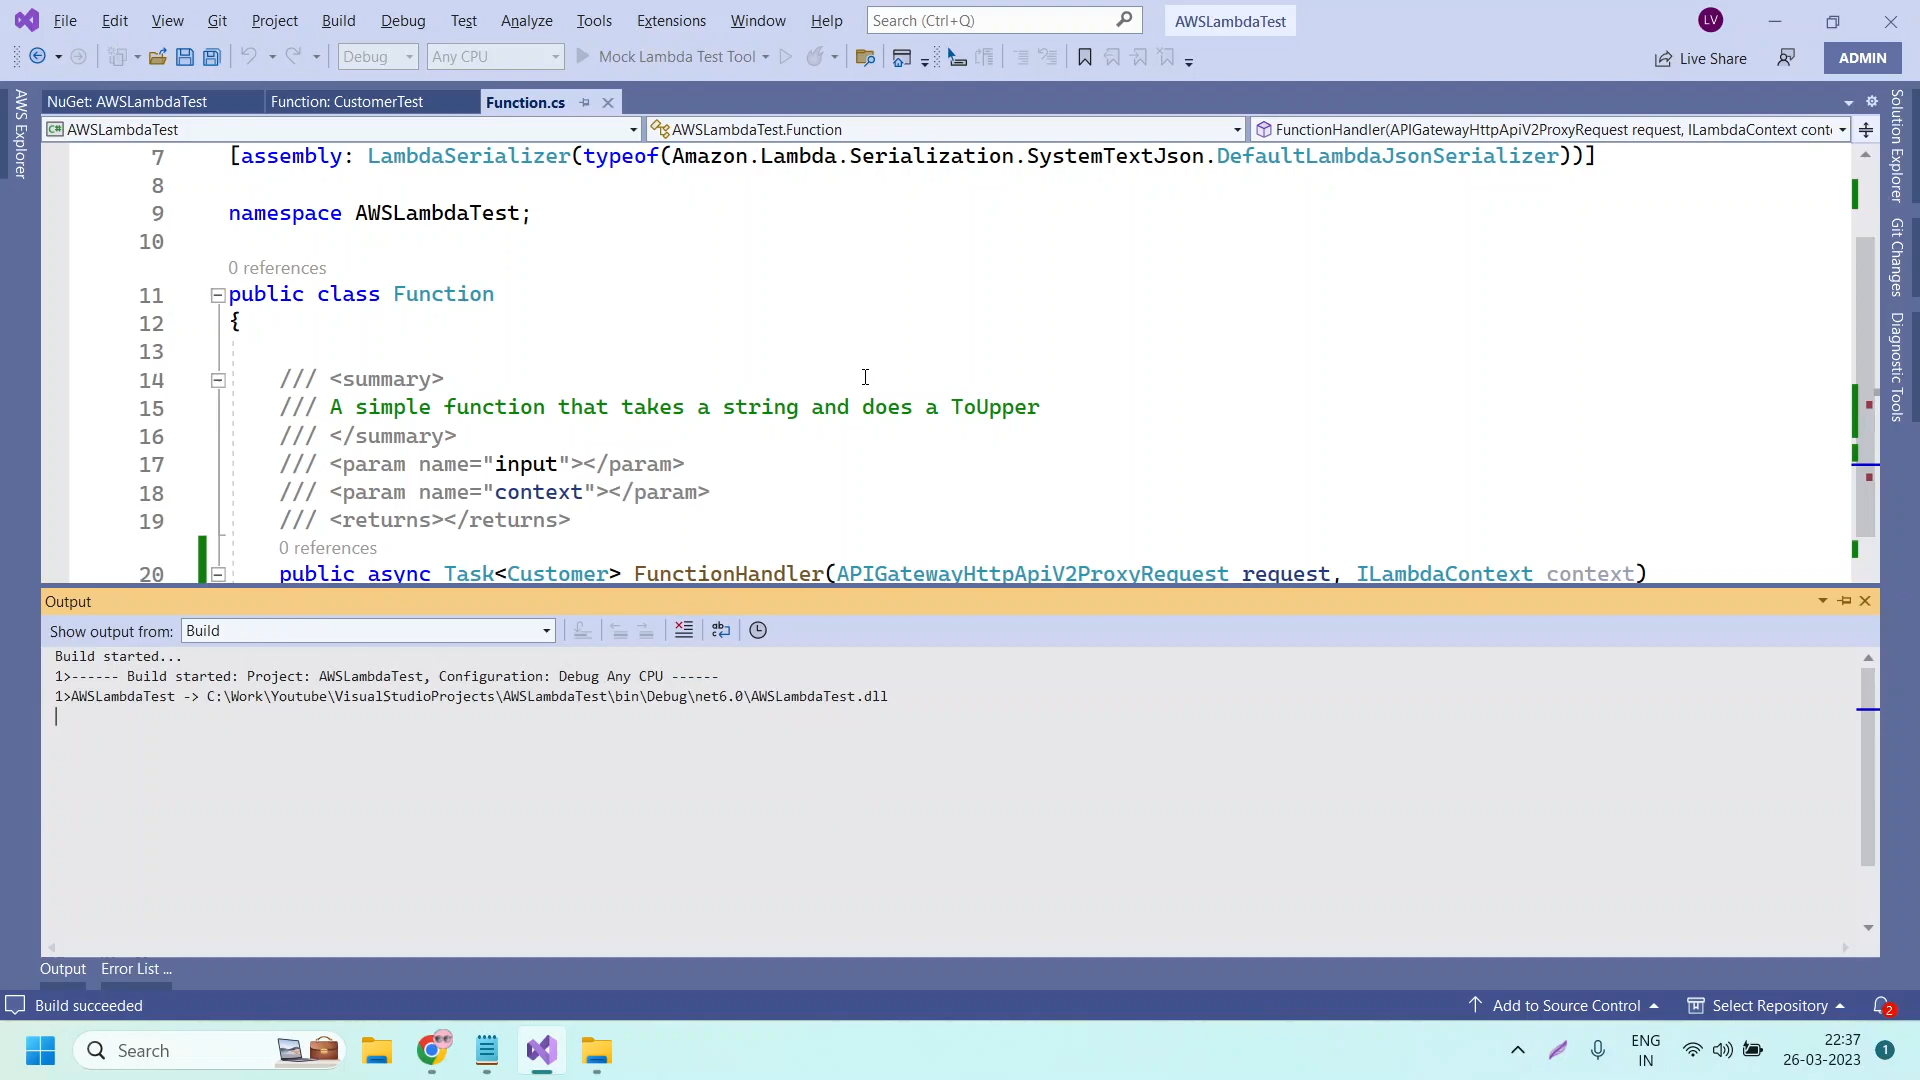 File Edit View Git Project Build Debug Test Analyze Tools Extensions Window Help Search (Ctrl+Q) AWSLambdaTest LV
Debug Any CPU Mock Lambda Test Tool Live Share ADMIN
NuGet: AWSLambdaTest Function: CustomerTest Function.cs
C# AWSLambdaTest AWSLambdaTest.Function FunctionHandler(APIGatewayHttpApiV2ProxyRequest request, ILambdaContext conte
AWS Explorer
Solution Explorer
Git Changes
Diagnostic Tools
7 [assembly: LambdaSerializer(typeof(Amazon.Lambda.Serialization.SystemTextJson.DefaultLambdaJsonSerializer))]
8
9 namespace AWSLambdaTest;
10
0 references
11 public class Function
12 {
13
14 /// <summary>
15 /// A simple function that takes a string and does a ToUpper
16 /// </summary>
17 /// <param name="input"></param>
18 /// <param name="context"></param>
19 /// <returns></returns>
0 references
20 public async Task<Customer> FunctionHandler(APIGatewayHttpApiV2ProxyRequest request, ILambdaContext context)
Output
Show output from: Build
Build started...
1>------ Build started: Project: AWSLambdaTest, Configuration: Debug Any CPU ------
1>AWSLambdaTest -> C:\Work\Youtube\VisualStudioProjects\AWSLambdaTest\bin\Debug\net6.0\AWSLambdaTest.dll
Output Error List ...
Build succeeded Add to Source Control Select Repository 2
Search ENG 22:37
IN 26-03-2023 1